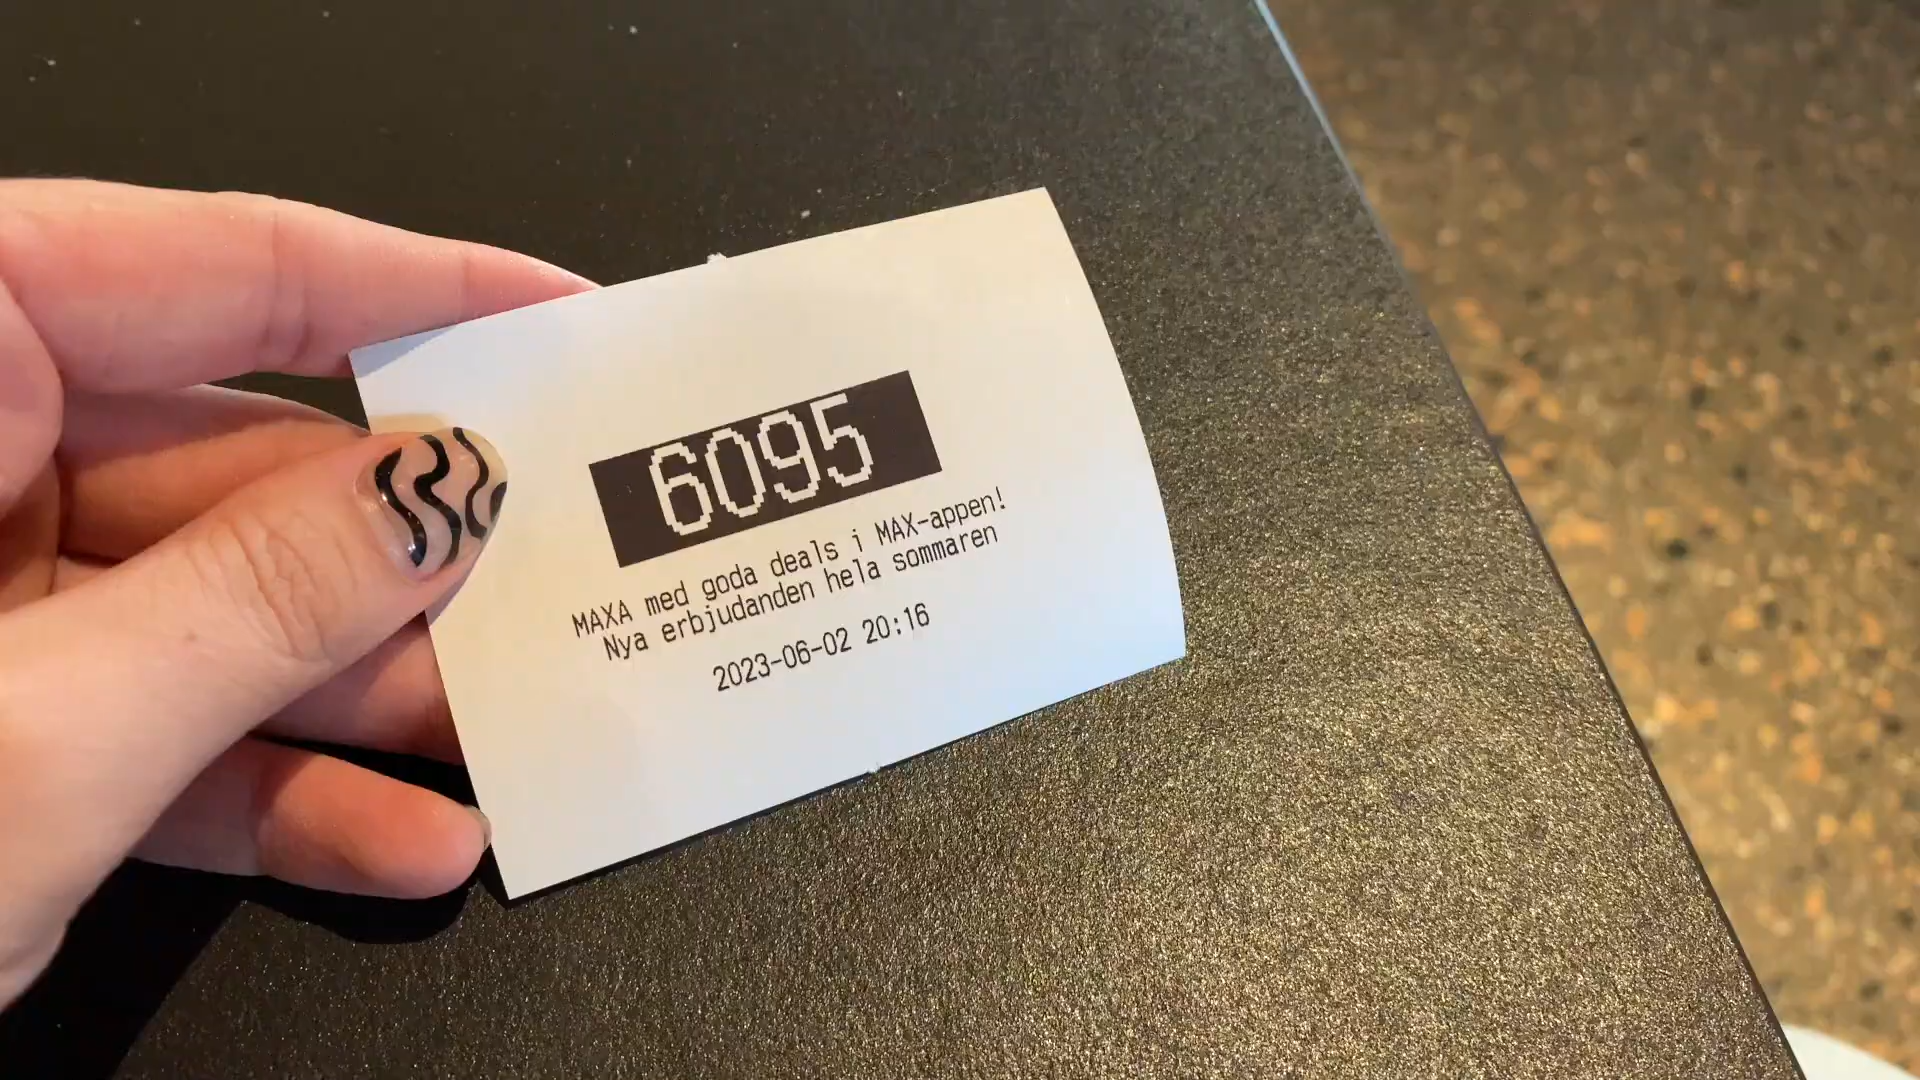 6095
MAXA med goda deals i MAX-appen!
Nya erbjudanden hela sommaren
2023-06-02 20:16